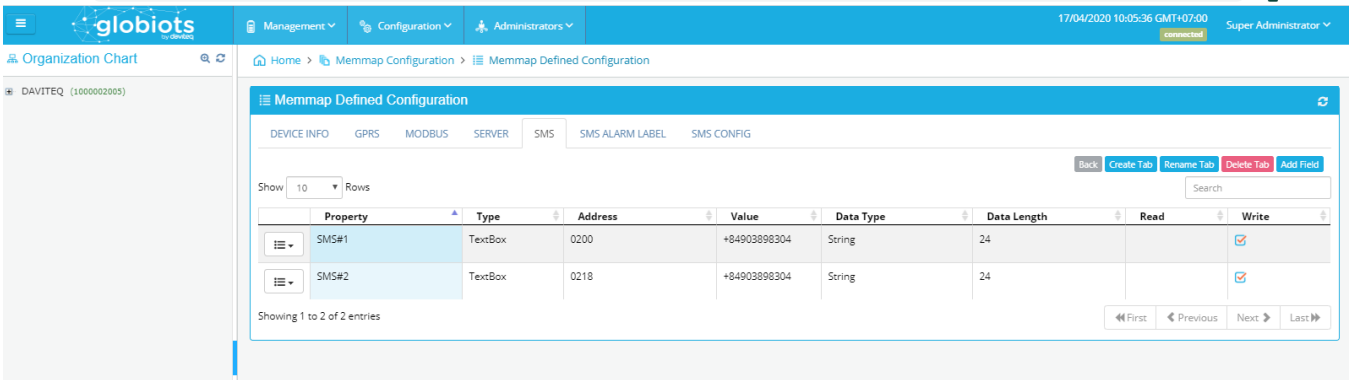 globiots
by daviteq
Management Configuration Administrators
17/04/2020 10:05:36 GMT+07:00
connected
Super Administrator
Organization Chart
DAVITEQ (1000002005)
Home > Memmap Configuration > Memmap Defined Configuration
Memmap Defined Configuration
DEVICE INFO GPRS MODBUS SERVER SMS SMS ALARM LABEL SMS CONFIG
Back Create Tab Rename Tab Delete Tab Add Field
Show 10 Rows Search
Property Type Address Value Data Type Data Length Read Write
SMS#1 TextBox 0200 +84903898304 String 24
SMS#2 TextBox 0218 +84903898304 String 24
Showing 1 to 2 of 2 entries
First Previous Next Last